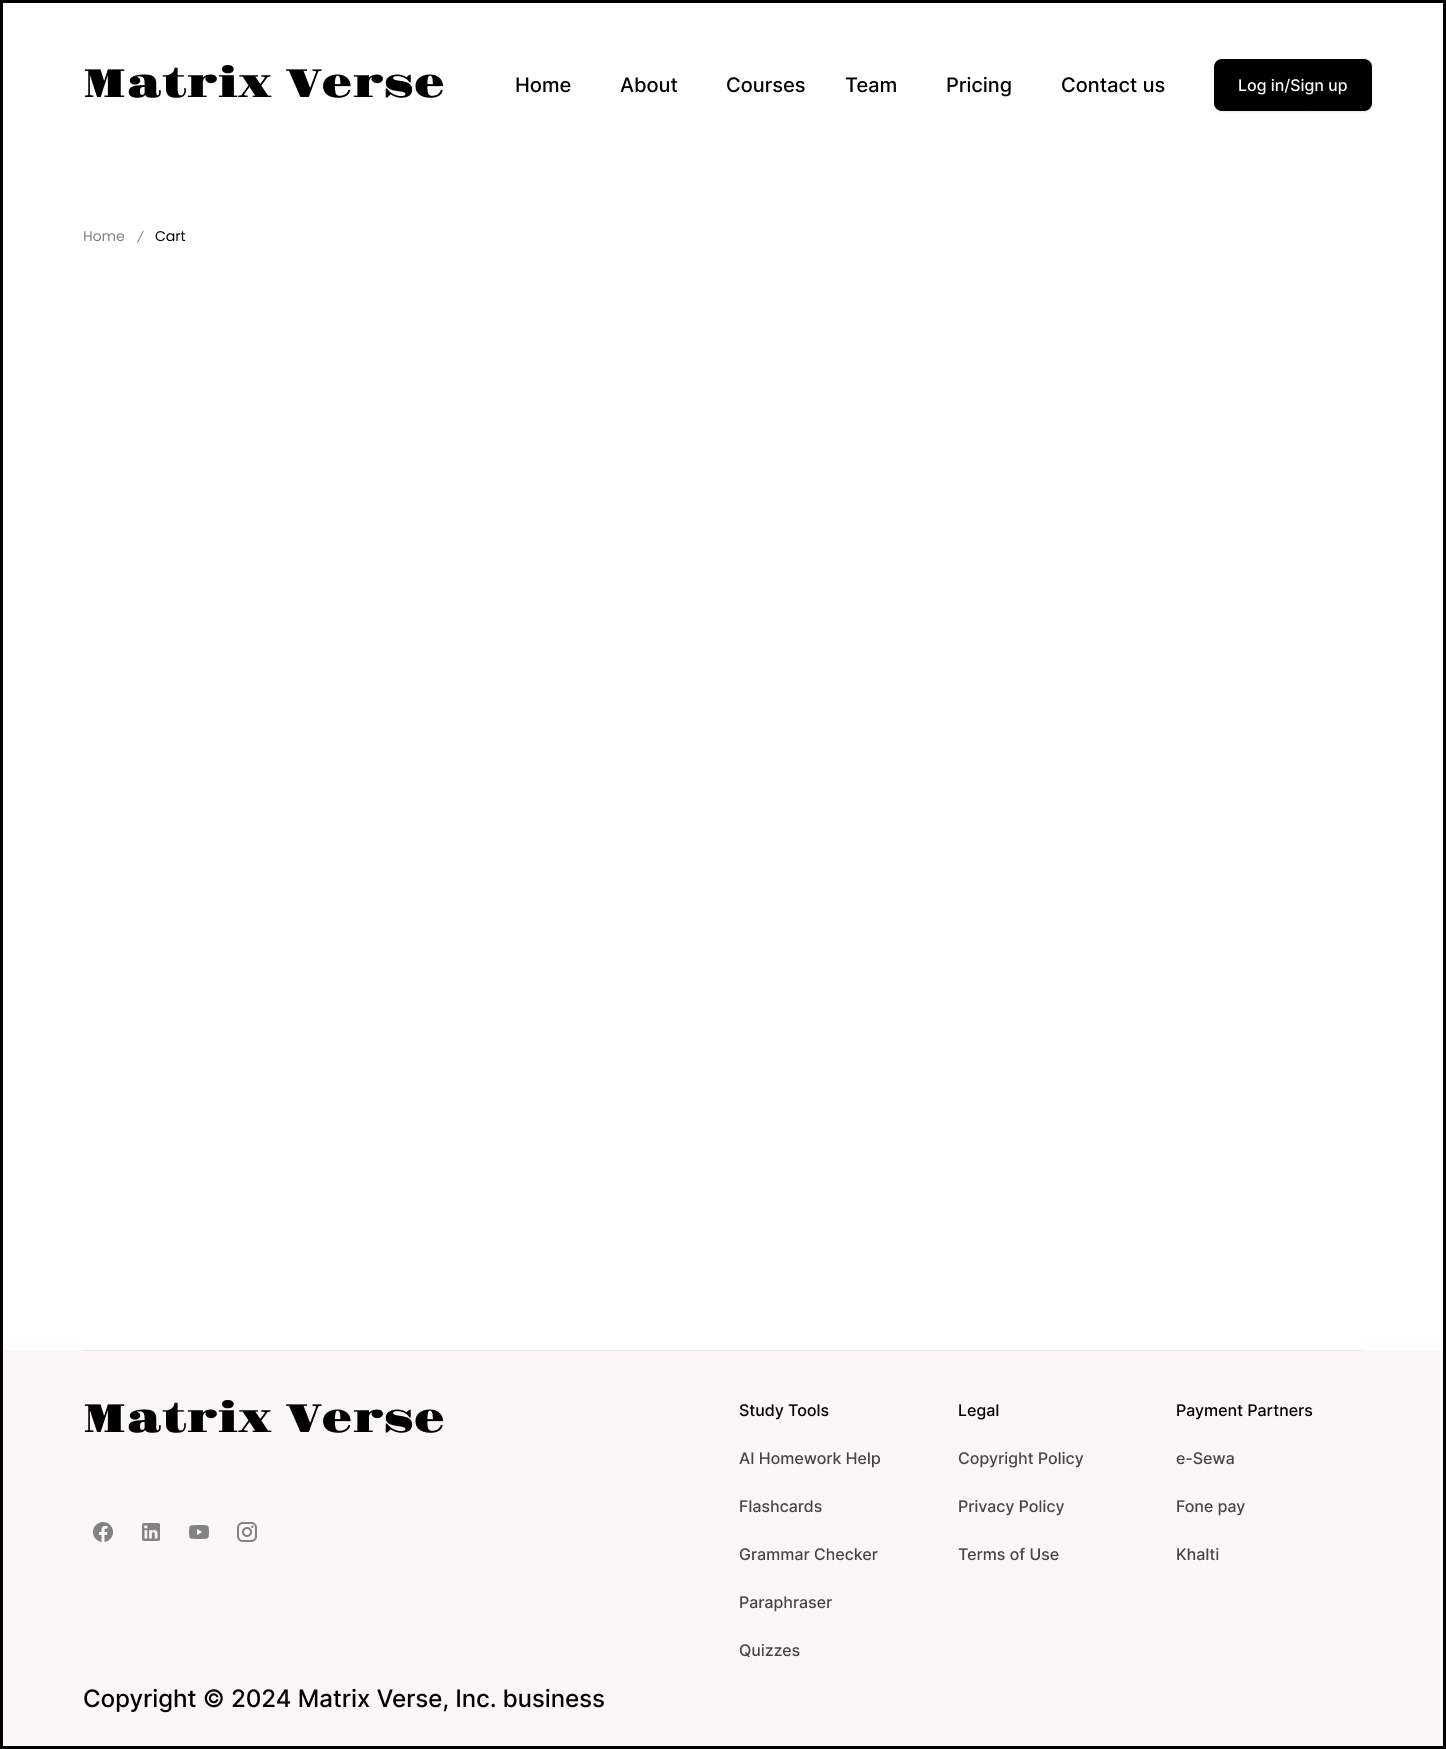 Matrix Verse Home About Courses Team Pricing Contact us Log in/Sign up
Home / Cart
Matrix Verse
Study Tools
AI Homework Help
Flashcards
Grammar Checker
Paraphraser
Quizzes
Legal
Copyright Policy
Privacy Policy
Terms of Use
Payment Partners
e-Sewa
Fone pay
Khalti
Copyright © 2024 Matrix Verse, Inc. business